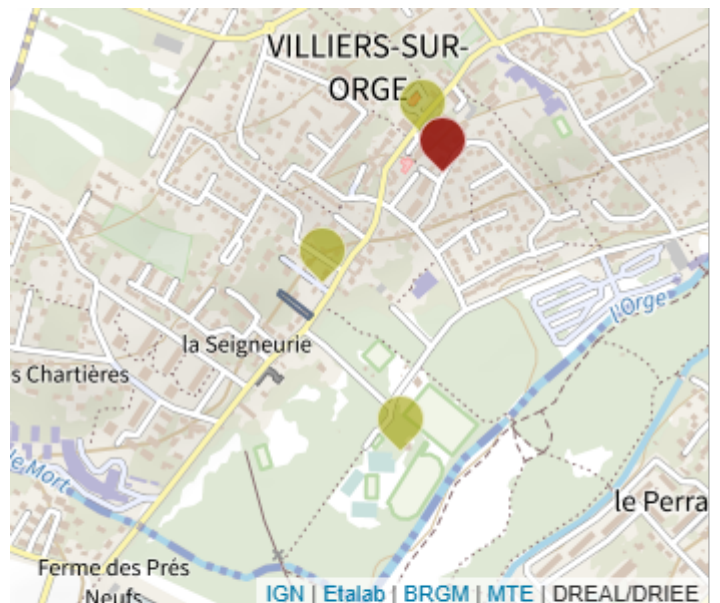 VILLIERS-SUR-
ORGE
l'Orge
la Seigneurie
s Chartières
le Mort
le Perra
Ferme des Prés
Neufs
IGN | Etalab | BRGM | MTE | DREAL/DRIEE